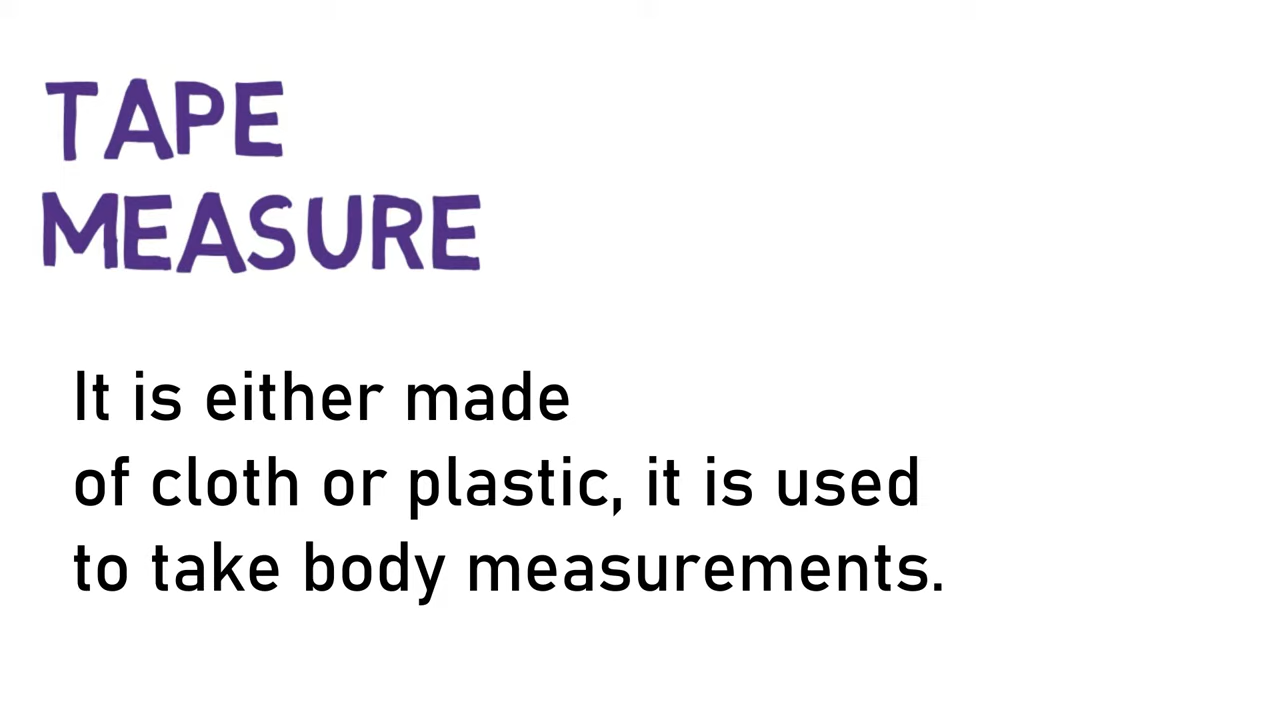 TAPE
MEASURE
It is either made
of cloth or plastic, it is used
to take body measurements.